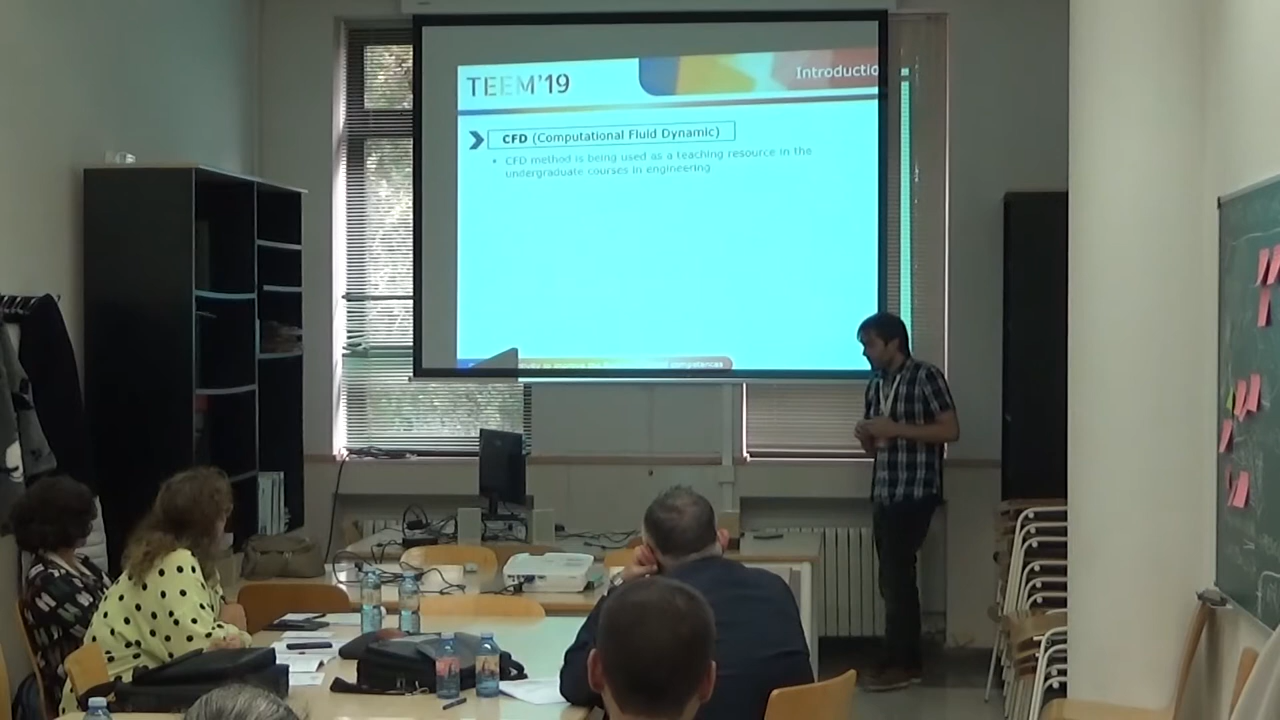 TEEM'19
Introductio
CFD (Computational Fluid Dynamic)
CFD method is being used as a teaching resource in the
undergraduate courses in engineering
competences